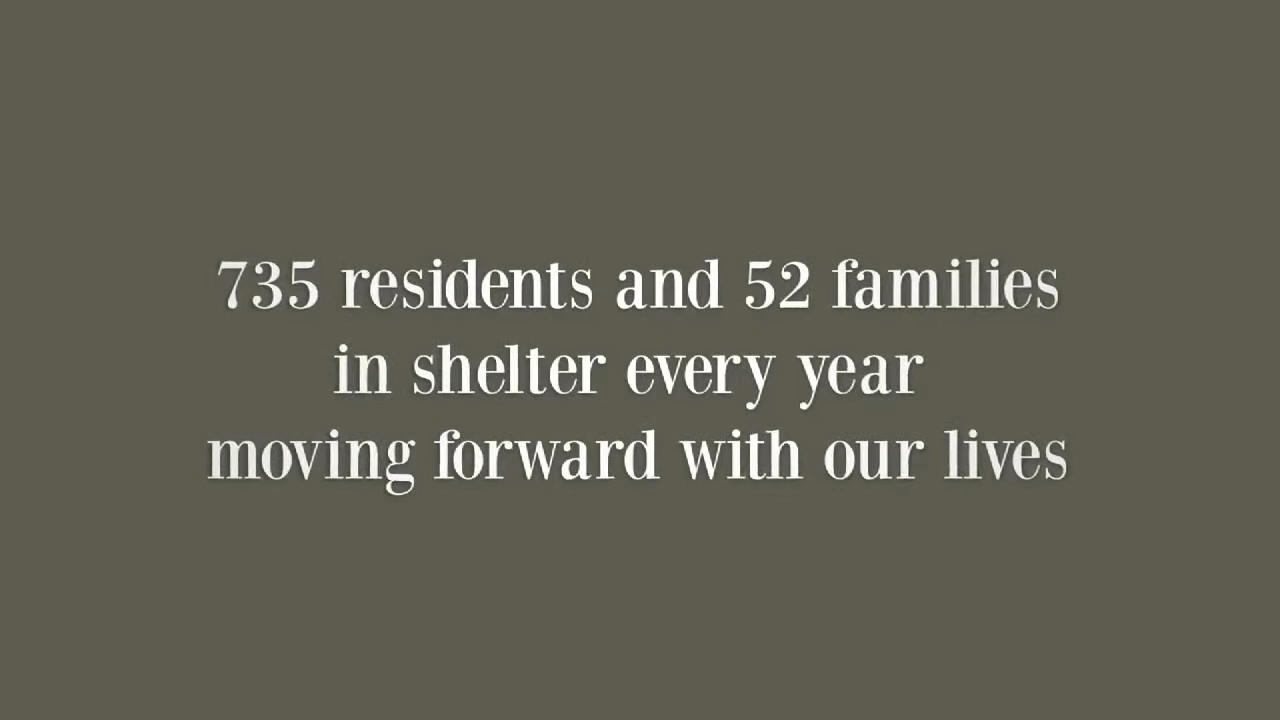 735 residents and 52 families
in shelter every year
moving forward with our lives